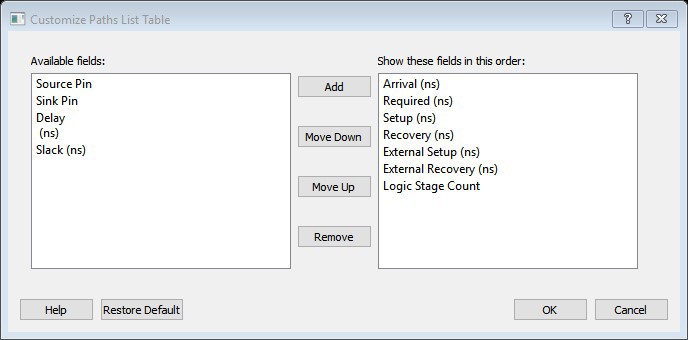 Customize Paths List Table
Available fields:
Source Pin
Sink Pin
Delay
(ns)
Slack (ns)
Add
Move Down
Move Up
Remove
Show these fields in this order:
Arrival (ns)
Required (ns)
Setup (ns)
Recovery (ns)
External Setup (ns)
External Recovery (ns)
Logic Stage Count
Help
Restore Default
OK
Cancel